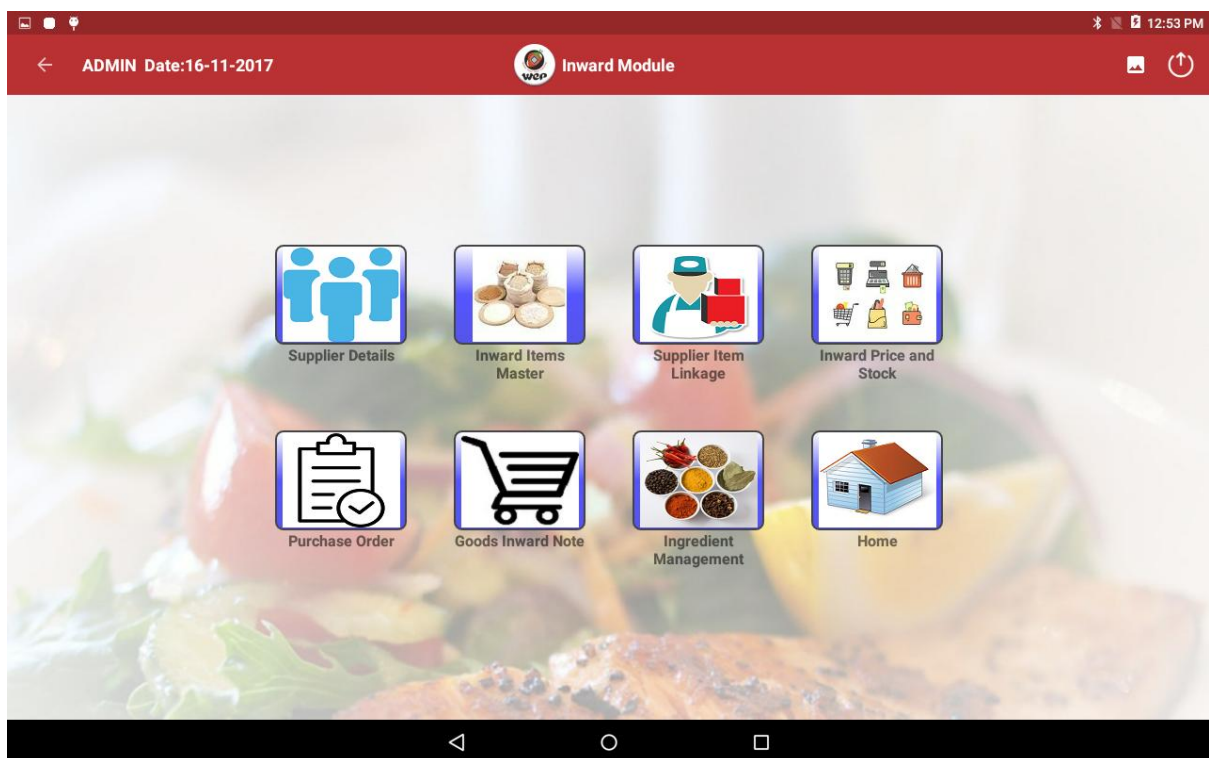 12:53 PM
ADMIN Date:16-11-2017
wep
Inward Module
Supplier Details
Inward Items
Master
Supplier Item
Linkage
Inward Price and
Stock
Purchase Order
Goods Inward Note
Ingredient
Management
Home